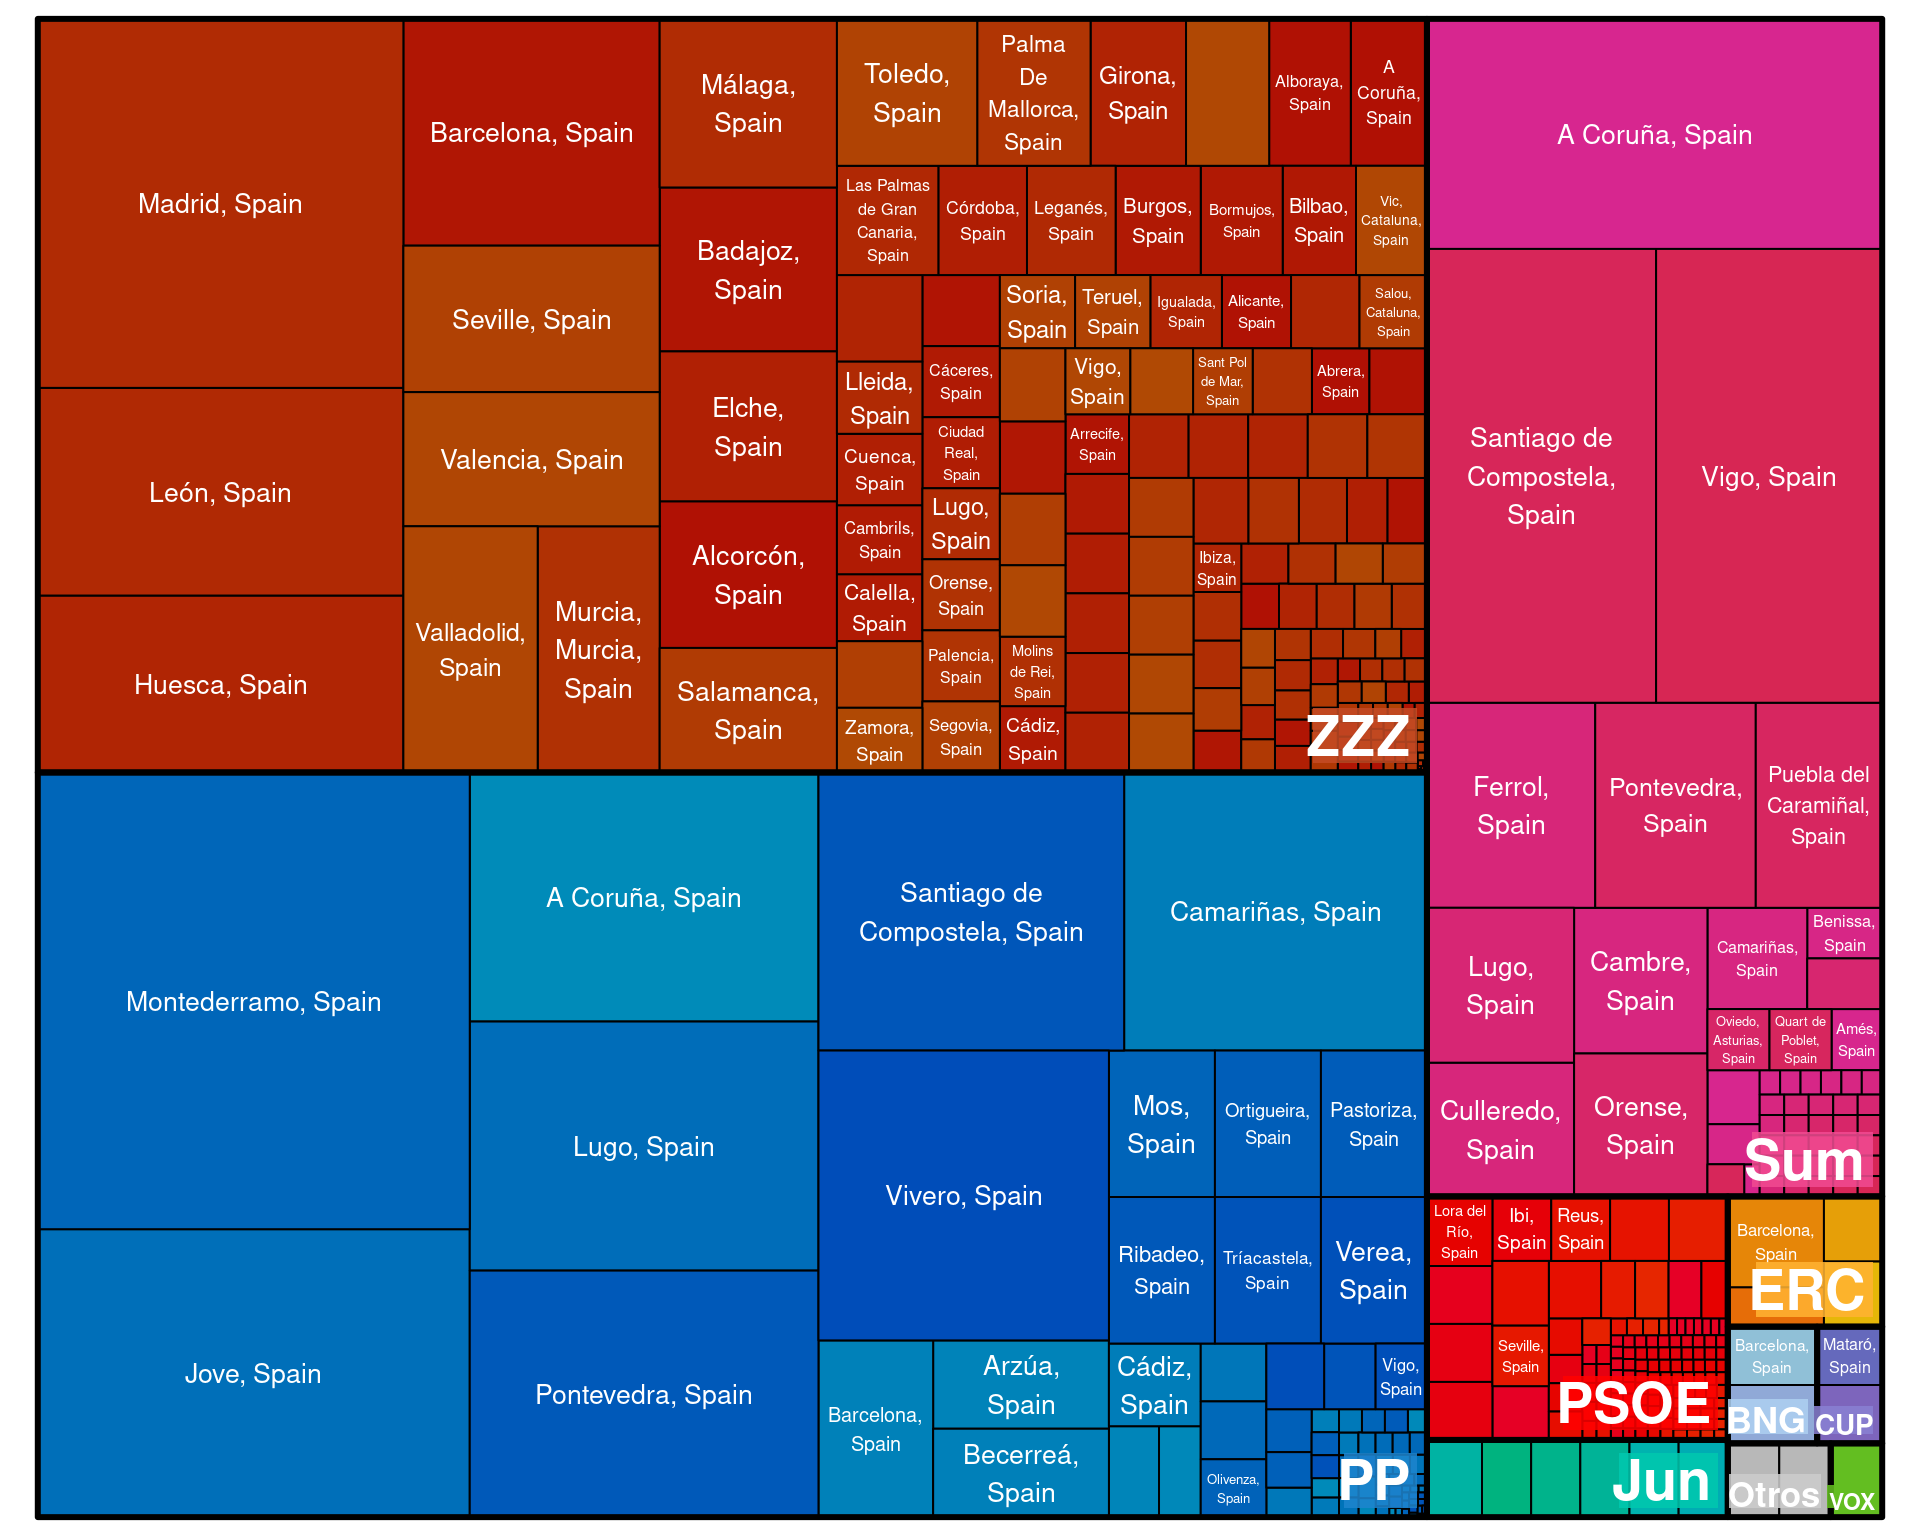 Madrid, Spain
León, Spain
Huesca, Spain
Barcelona, Spain
Seville, Spain
Valencia, Spain
Valladolid,
Spain
Murcia,
Murcia,
Spain
Málaga,
Spain
Badajoz,
Spain
Elche,
Spain
Alcorcón,
Spain
Salamanca,
Spain
Toledo,
Spain
Palma
De
Mallorca,
Spain
Girona,
Spain
Alboraya,
Spain
A
Coruña,
Spain
Las Palmas
de Gran
Canaria,
Spain
Córdoba,
Spain
Leganés,
Spain
Burgos,
Spain
Bormujos,
Spain
Bilbao,
Spain
Vic,
Cataluna,
Spain
Lleida,
Spain
Cuenca,
Spain
Cambrils,
Spain
Calella,
Spain
Zamora,
Spain
Cáceres,
Spain
Ciudad
Real,
Spain
Lugo,
Spain
Orense,
Spain
Palencia,
Spain
Segovia,
Spain
Soria,
Spain
Teruel,
Spain
Igualada,
Spain
Alicante,
Spain
Salou,
Cataluna,
Spain
Vigo,
Spain
Sant Pol
de Mar,
Spain
Abrera,
Spain
Arrecife,
Spain
Ibiza,
Spain
Molins
de Rei,
Spain
Cádiz,
Spain
ZZZ
Montederramo, Spain
Jove, Spain
A Coruña, Spain
Lugo, Spain
Pontevedra, Spain
Santiago de
Compostela, Spain
Camariñas, Spain
Vivero, Spain
Mos,
Spain
Ortigueira,
Spain
Pastoriza,
Spain
Ribadeo,
Spain
Tríacastela,
Spain
Verea,
Spain
Barcelona,
Spain
Arzúa,
Spain
Becerreá,
Spain
Cádiz,
Spain
Vigo,
Spain
Olivenza,
Spain
PP
A Coruña, Spain
Santiago de
Compostela,
Spain
Vigo, Spain
Ferrol,
Spain
Pontevedra,
Spain
Puebla del
Caramiñal,
Spain
Lugo,
Spain
Cambre,
Spain
Camariñas,
Spain
Benissa,
Spain
Oviedo,
Asturias,
Spain
Quart de
Poblet,
Spain
Amés,
Spain
Culleredo,
Spain
Orense,
Spain
Sum
Lora del
Río,
Spain
Ibi,
Spain
Reus,
Spain
Seville,
Spain
PSOE
Barcelona,
Spain
ERC
Barcelona,
Spain
BNG
Mataró,
Spain
CUP
Jun
Otros
VOX